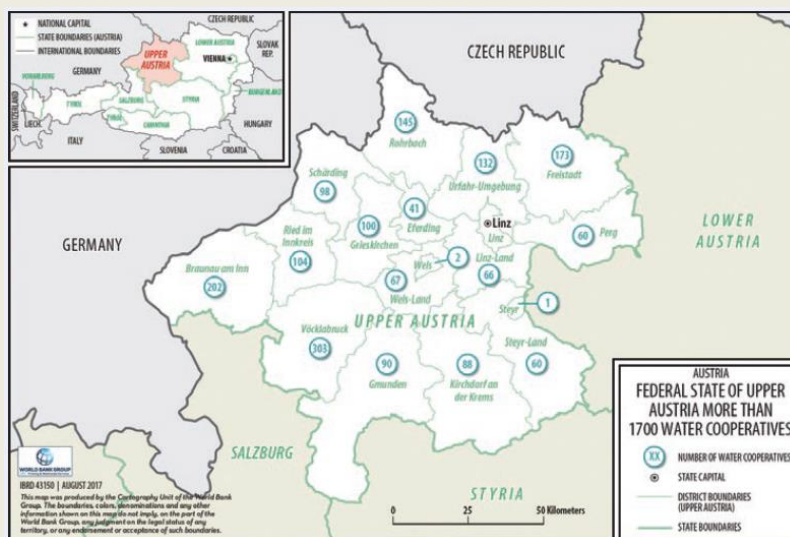 NATIONAL CAPITAL
STATE BOUNDARIES (AUSTRIA)
INTERNATIONAL BOUNDARIES
CZECH REPUBLIC
LOWER AUSTRIA
UPPER AUSTRIA
VIENNA
SLOVAK REP.
GERMANY
VORARLBERG
BURGENLAND
SWITZERLAND
LIECH.
TYROL
SALZBURG
STYRIA
TYROL
CARINTHIA
HUNGARY
ITALY
SLOVENIA
CROATIA
CZECH REPUBLIC
145
Rohrbach
132
Urfahr-Umgebung
173
Freistadt
Schärding
98
41
Eferding
100
Grieskirchen
Linz
Linz
60
Perg
LOWER
AUSTRIA
GERMANY
Ried im
Innkreis
104
Braunau am Inn
202
2
Wels
Linz-Land
66
67
Wels-Land
1
Steyr
UPPER AUSTRIA
Vöcklabruck
303
90
Gmunden
88
Kirchdorf an
der Krems
Steyr-Land
60
SALZBURG
STYRIA
0 25 50 Kilometers
WORLD BANK GROUP
IBRD 43150 | AUGUST 2017
This map was produced by the Cartography Unit of the World Bank
Group. The boundaries, colors, denominations and any other
information shown on this map do not imply, on the part of the
World Bank Group, any judgment on the legal status of any
territory, or any endorsement or acceptance of such boundaries.
AUSTRIA
FEDERAL STATE OF UPPER
AUSTRIA MORE THAN
1700 WATER COOPERATIVES
XX NUMBER OF WATER COOPERATIVES
STATE CAPITAL
DISTRICT BOUNDARIES
(UPPER AUSTRIA)
STATE BOUNDARIES